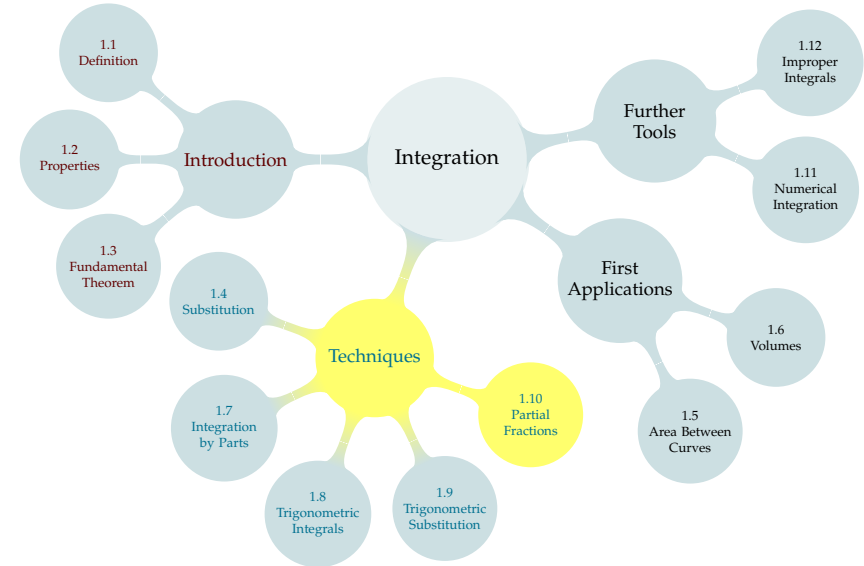 Integration
Introduction
1.1
Definition
1.2
Properties
1.3
Fundamental
Theorem
Techniques
1.4
Substitution
1.7
Integration
by Parts
1.8
Trigonometric
Integrals
1.9
Trigonometric
Substitution
1.10
Partial
Fractions
First
Applications
1.5
Area Between
Curves
1.6
Volumes
Further
Tools
1.11
Numerical
Integration
1.12
Improper
Integrals